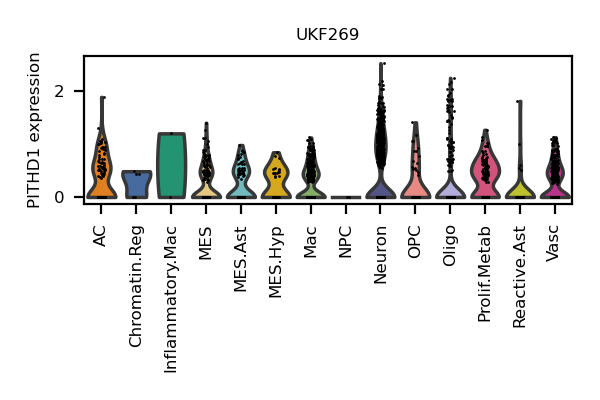 UKF269
PITHD1 expression
2
0
AC
Chromatin.Reg
Inflammatory.Mac
MES
MES.Ast
MES.Hyp
Mac
NPC
Neuron
OPC
Oligo
Prolif.Metab
Reactive.Ast
Vasc